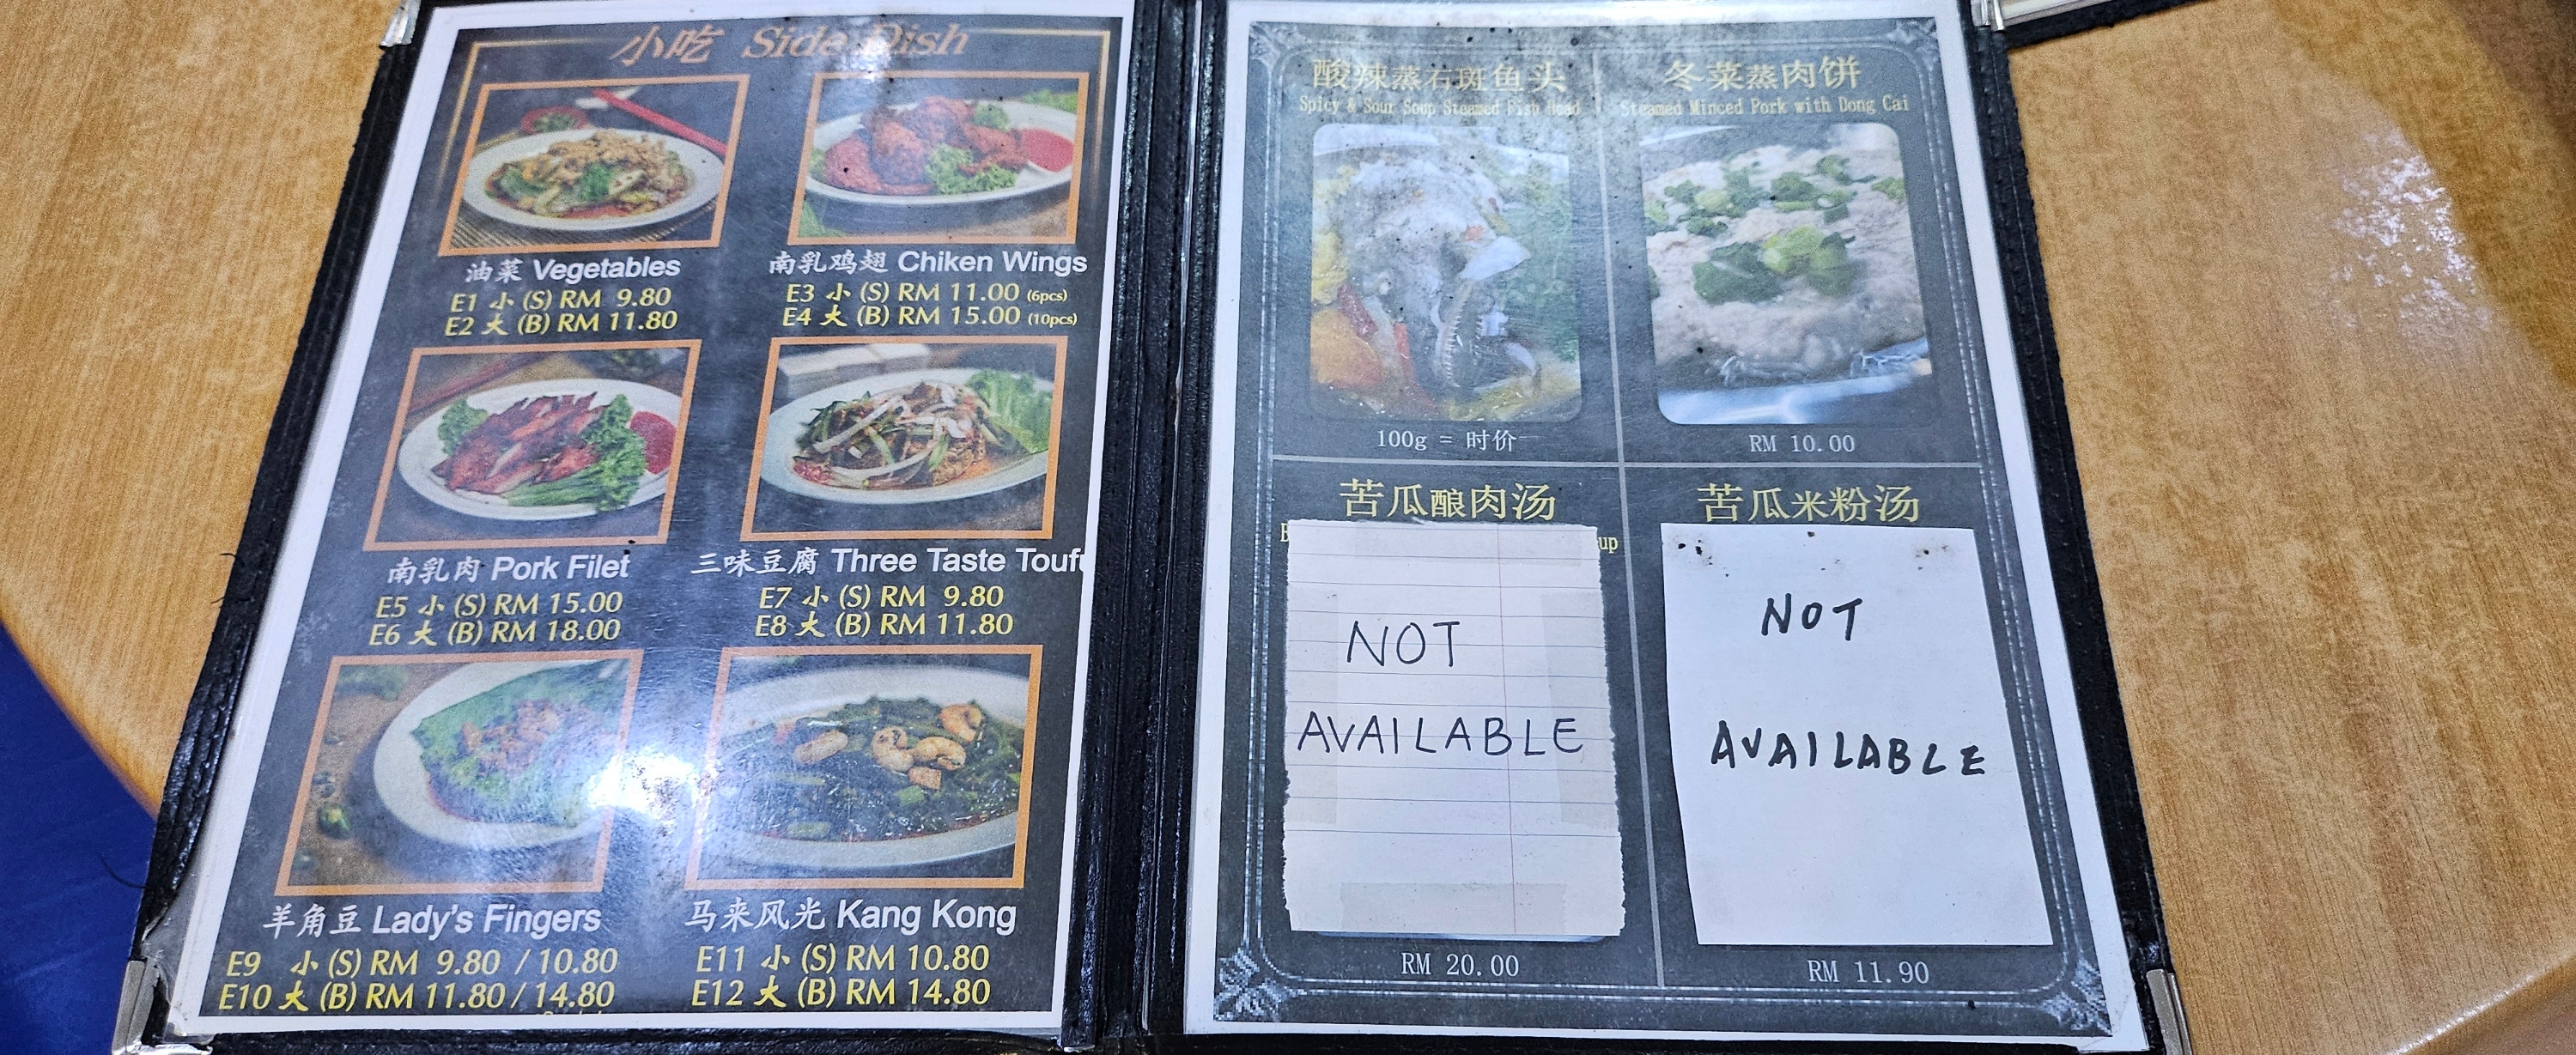 小吃 Side Dish
油菜 Vegetables
E1 小 (S) RM 9.80
E2 大 (B) RM 11.80
南乳鸡翅 Chiken Wings
E3 小 (S) RM 11.00 (6pcs)
E4 大 (B) RM 15.00 (10pcs)
南乳肉 Pork Filet
E5 小 (S) RM 15.00
E6 大 (B) RM 18.00
三味豆腐 Three Taste Toufu
E7 小 (S) RM 9.80
E8 大 (B) RM 11.80
羊角豆 Lady's Fingers
E9 小 (S) RM 9.80 / 10.80
E10 大 (B) RM 11.80 / 14.80
马来风光 Kang Kong
E11 小 (S) RM 10.80
E12 大 (B) RM 14.80
酸辣蒸石斑鱼头
Spicy & Sour Soup Steamed Fish Head
100g = 时价
冬菜蒸肉饼
Steamed Minced Pork with Dong Cai
RM 10.00
苦瓜酿肉汤
NOT
AVAILABLE
RM 20.00
苦瓜米粉汤
NOT
AVAILABLE
RM 11.90